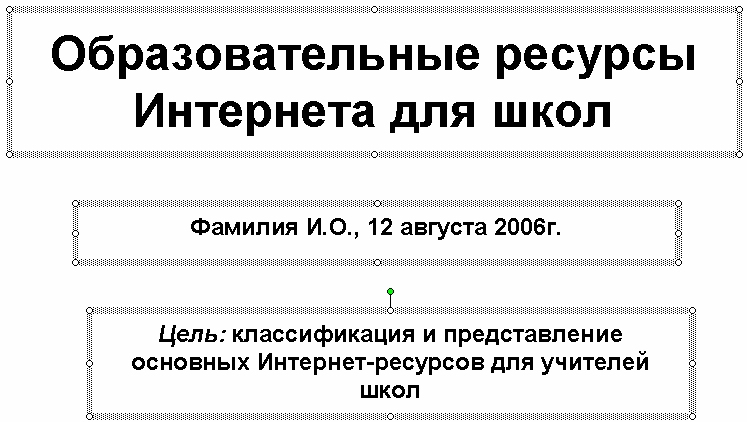 Образовательные ресурсы
Интернета для школ
Фамилия И.О., 12 августа 2006г.
Цель: классификация и представление
основных Интернет-ресурсов для учителей
школ